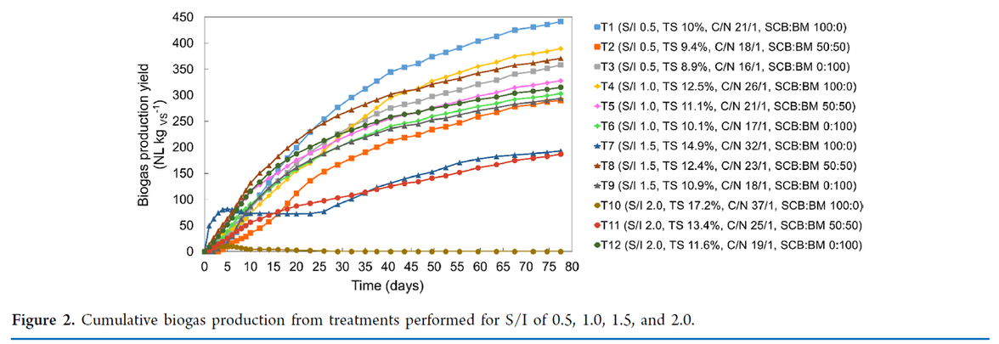 Biogas production yield
(NL kg vs⁻¹)
450
400
350
300
250
200
150
100
50
0
0 5 10 15 20 25 30 35 40 45 50 55 60 65 70 75 80
Time (days)
T1 (S/I 0.5, TS 10%, C/N 21/1, SCB:BM 100:0)
T2 (S/I 0.5, TS 9.4%, C/N 18/1, SCB:BM 50:50)
T3 (S/I 0.5, TS 8.9%, C/N 16/1, SCB:BM 0:100)
T4 (S/I 1.0, TS 12.5%, C/N 26/1, SCB:BM 100:0)
T5 (S/I 1.0, TS 11.1%, C/N 21/1, SCB:BM 50:50)
T6 (S/I 1.0, TS 10.1%, C/N 17/1, SCB:BM 0:100)
T7 (S/I 1.5, TS 14.9%, C/N 32/1, SCB:BM 100:0)
T8 (S/I 1.5, TS 12.4%, C/N 23/1, SCB:BM 50:50)
T9 (S/I 1.5, TS 10.9%, C/N 18/1, SCB:BM 0:100)
T10 (S/I 2.0, TS 17.2%, C/N 37/1, SCB:BM 100:0)
T11 (S/I 2.0, TS 13.4%, C/N 25/1, SCB:BM 50:50)
T12 (S/I 2.0, TS 11.6%, C/N 19/1, SCB:BM 0:100)
Figure 2. Cumulative biogas production from treatments performed for S/I of 0.5, 1.0, 1.5, and 2.0.